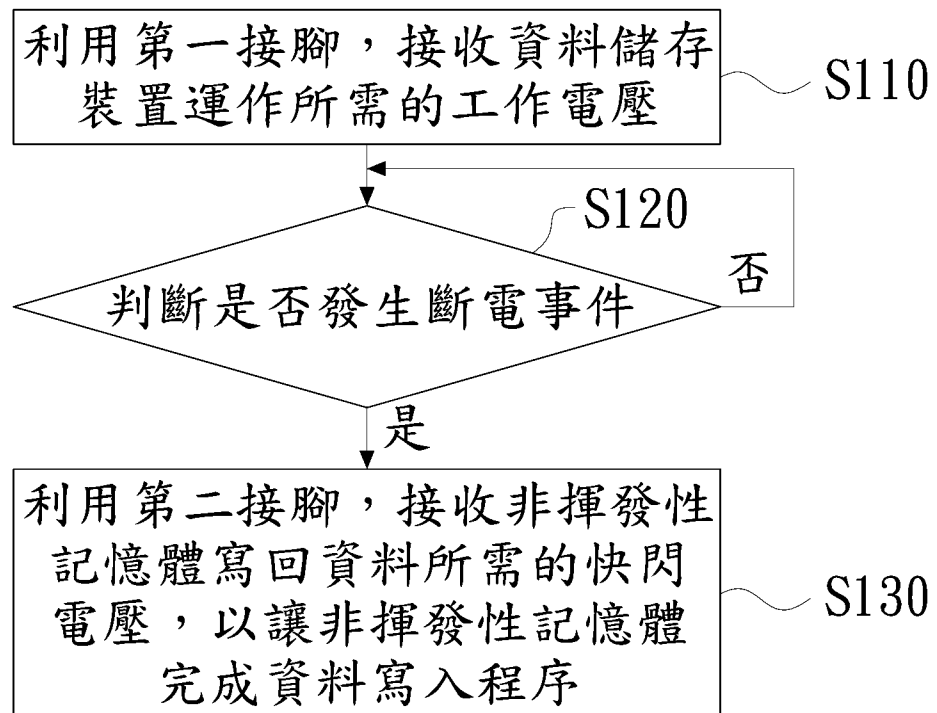 利用第一接腳，接收資料儲存
裝置運作所需的工作電壓
S110
S120
判斷是否發生斷電事件
否
是
利用第二接腳，接收非揮發性
記憶體寫回資料所需的快閃
電壓，以讓非揮發性記憶體
完成資料寫入程序
S130